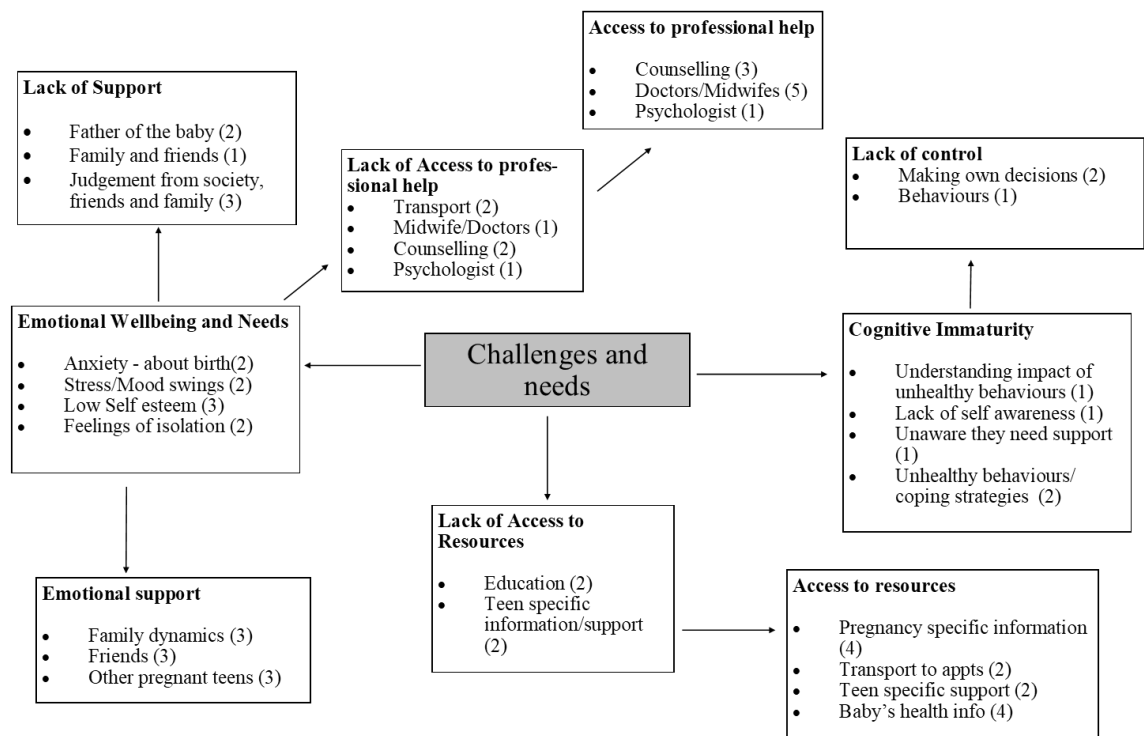 Access to professional help
• Counselling (3)
• Doctors/Midwifes (5)
• Psychologist (1)
Lack of Support
• Father of the baby (2)
• Family and friends (1)
• Judgement from society,
friends and family (3)
Lack of Access to profes-
sional help
• Transport (2)
• Midwife/Doctors (1)
• Counselling (2)
• Psychologist (1)
Lack of control
• Making own decisions (2)
• Behaviours (1)
Emotional Wellbeing and Needs
• Anxiety - about birth(2)
• Stress/Mood swings (2)
• Low Self esteem (3)
• Feelings of isolation (2)
Challenges and
needs
Cognitive Immaturity
• Understanding impact of
unhealthy behaviours (1)
• Lack of self awareness (1)
• Unaware they need support
(1)
• Unhealthy behaviours/
coping strategies (2)
Lack of Access to
Resources
• Education (2)
• Teen specific
information/support
(2)
Emotional support
• Family dynamics (3)
• Friends (3)
• Other pregnant teens (3)
Access to resources
• Pregnancy specific information
(4)
• Transport to appts (2)
• Teen specific support (2)
• Baby’s health info (4)